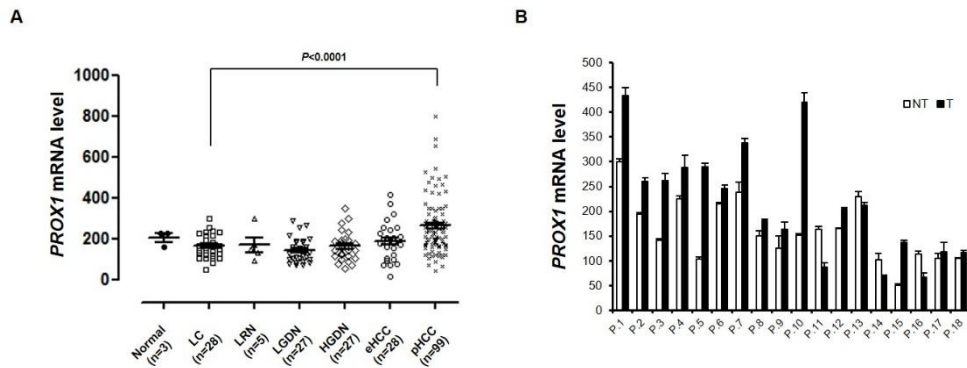 A
P<0.0001
1000
800
600
400
200
0
PROX1 mRNA level
Normal
(n=3)
LC
(n=28)
LRN
(n=5)
LGDN
(n=27)
HGDN
(n=27)
eHCC
(n=28)
pHCC
(n=99)
B
500
450
400
350
300
250
200
150
100
50
0
PROX1 mRNA level
NT T
P.1
P.2
P.3
P.4
P.5
P.6
P.7
P.8
P.9
P.10
P.11
P.12
P.13
P.14
P.15
P.16
P.17
P.18